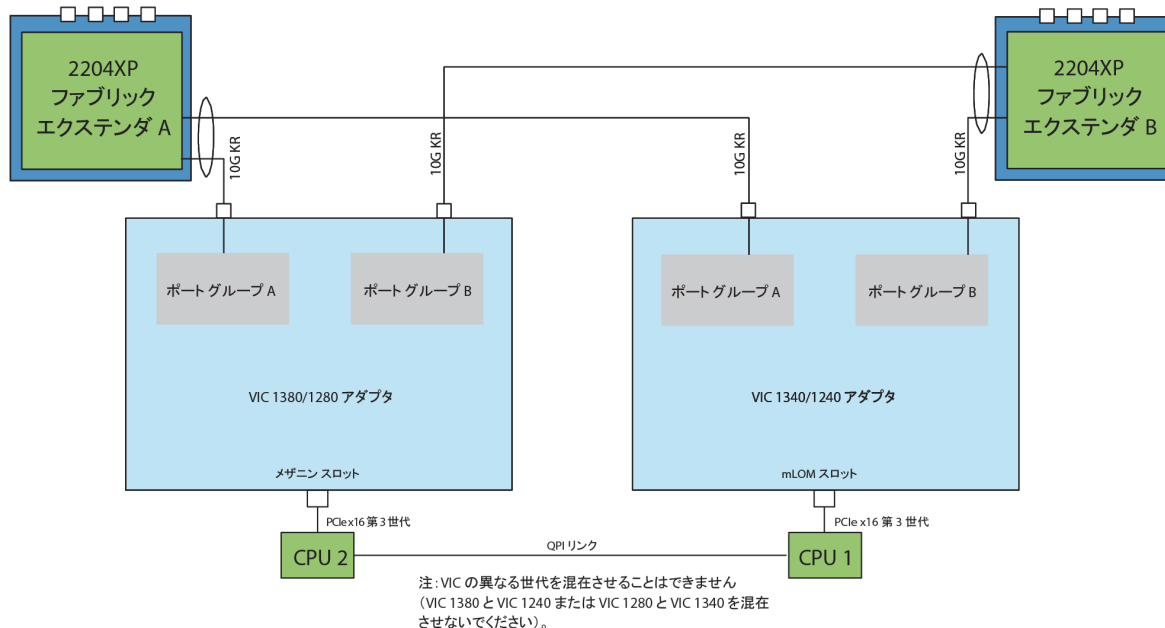 2204XP
ファブリック
エクステンダ A
2204XP
ファブリック
エクステンダ B
10G KR
10G KR
10G KR
10G KR
ポート グループ A
ポート グループ B
ポート グループ A
ポート グループ B
VIC 1380/1280 アダプタ
VIC 1340/1240 アダプタ
メザニン スロット
mLOM スロット
PCIe x16 第 3 世代
PCIe x16 第 3 世代
CPU 2
QPI リンク
CPU 1
注 : VIC の異なる世代を混在させることはできません
（VIC 1380 と VIC 1240 または VIC 1280 と VIC 1340 を混在
させないでください）。